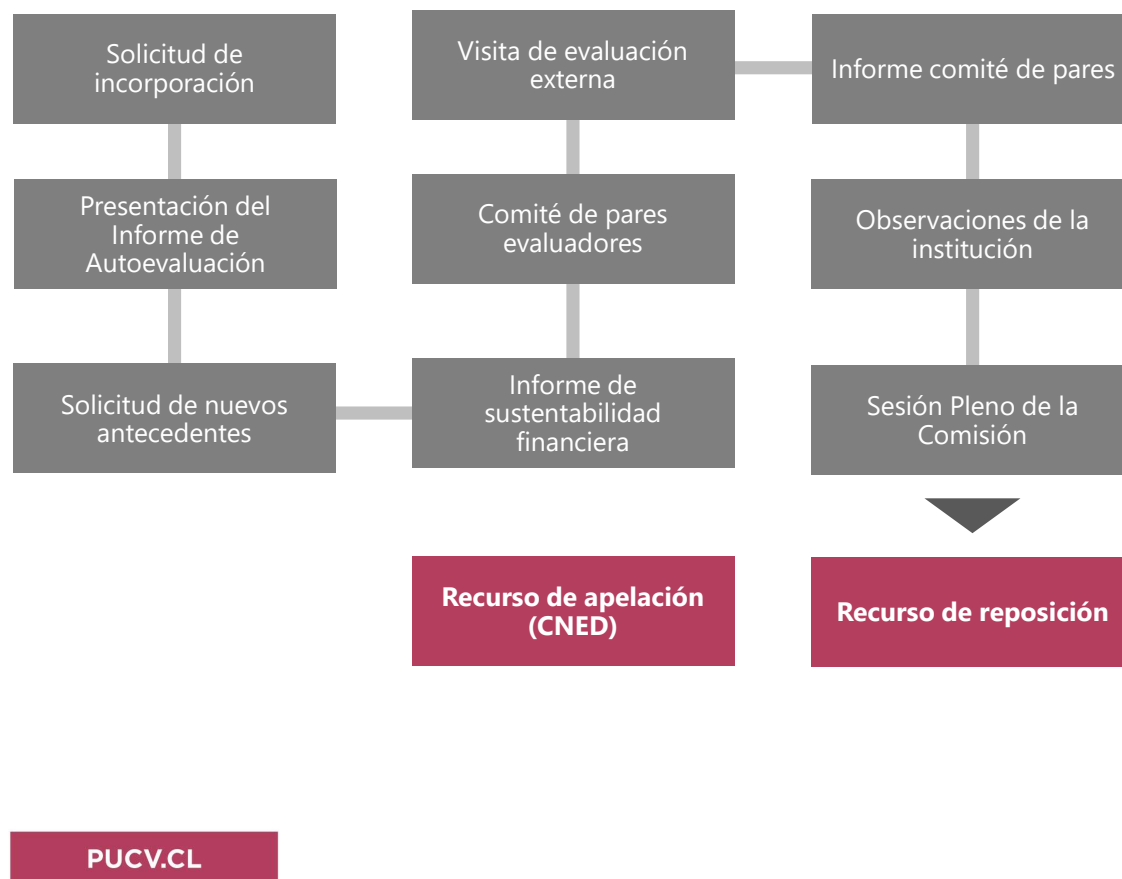 Solicitud de
incorporación
Presentación del
Informe de
Autoevaluación
Solicitud de nuevos
antecedentes
Informe de
sustentabilidad
financiera
Comité de pares
evaluadores
Visita de evaluación
externa
Informe comité de pares
Observaciones de la
institución
Sesión Pleno de la
Comisión
Recurso de reposición
Recurso de apelación
(CNED)
PUCV.CL